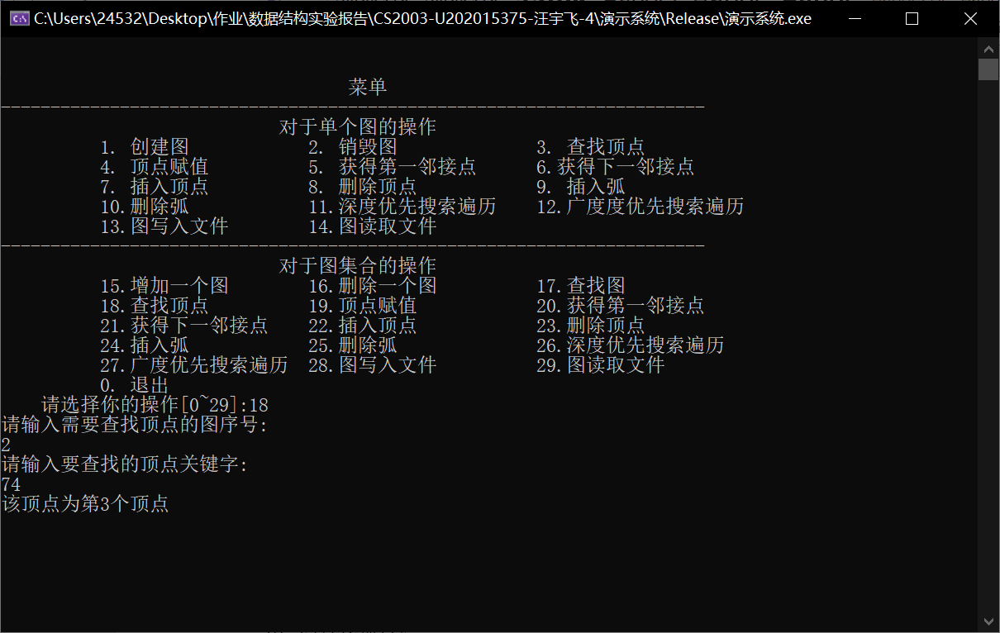 C:\Users\24532\Desktop\作业\数据结构实验报告\CS2003-U202015375-汪宇飞-4\演示系统\Release\演示系统.exe
菜单
-----------------------------------------------------------------------
对于单个图的操作
1. 创建图 2. 销毁图 3. 查找顶点
4. 顶点赋值 5. 获得第一邻接点 6.获得下一邻接点
7. 插入顶点 8. 删除顶点 9. 插入弧
10.删除弧 11.深度优先搜索遍历 12.广度度优先搜索遍历
13.图写入文件 14.图读取文件
-----------------------------------------------------------------------
对于图集合的操作
15.增加一个图 16.删除一个图 17.查找图
18.查找顶点 19.顶点赋值 20.获得第一邻接点
21.获得下一邻接点 22.插入顶点 23.删除顶点
24.插入弧 25.删除弧 26.深度优先搜索遍历
27.广度优先搜索遍历 28.图写入文件 29.图读取文件
0. 退出
请选择你的操作[0~29]:18
请输入需要查找顶点的图序号:
2
请输入要查找的顶点关键字:
74
该顶点为第3个顶点